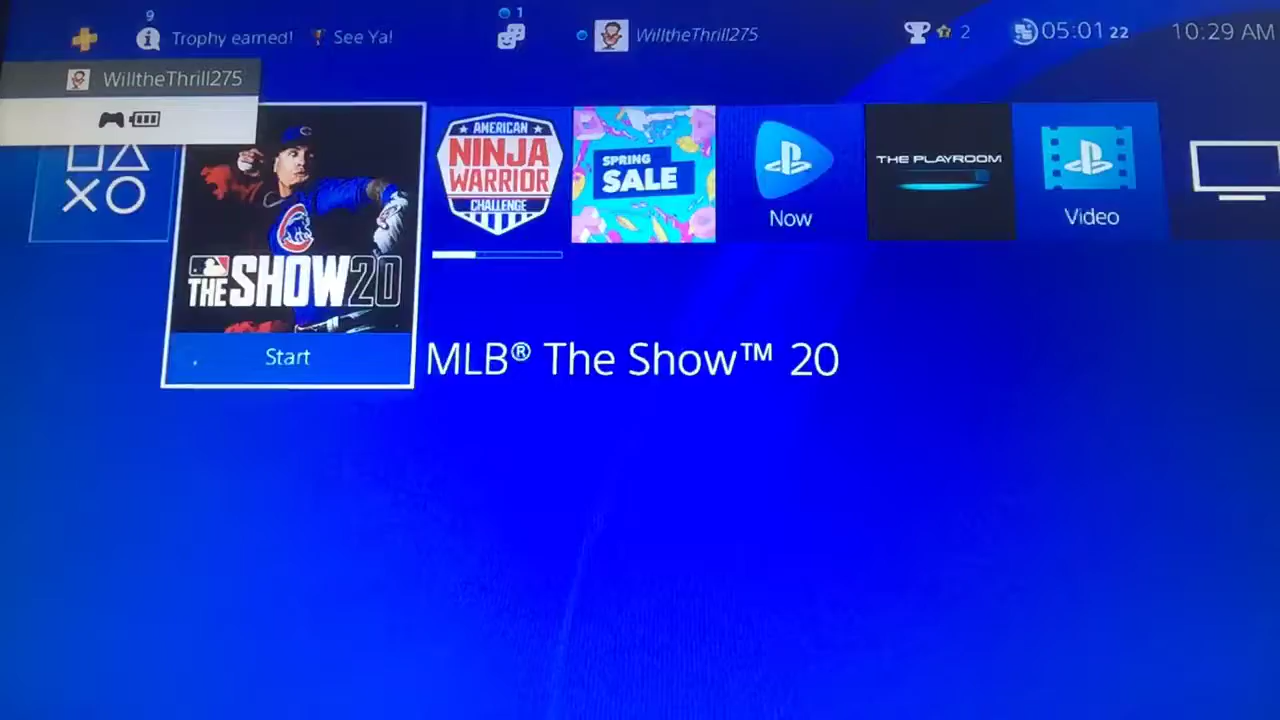 9
Trophy earned! See Ya!
1
WilltheThrill275
2
05:01 22
10:29 AM
WilltheThrill275
MLB THE SHOW 20
Start
AMERICAN
NINJA
WARRIOR
CHALLENGE
SPRING
SALE
Now
THE PLAYROOM
Video
MLB® The Show™ 20